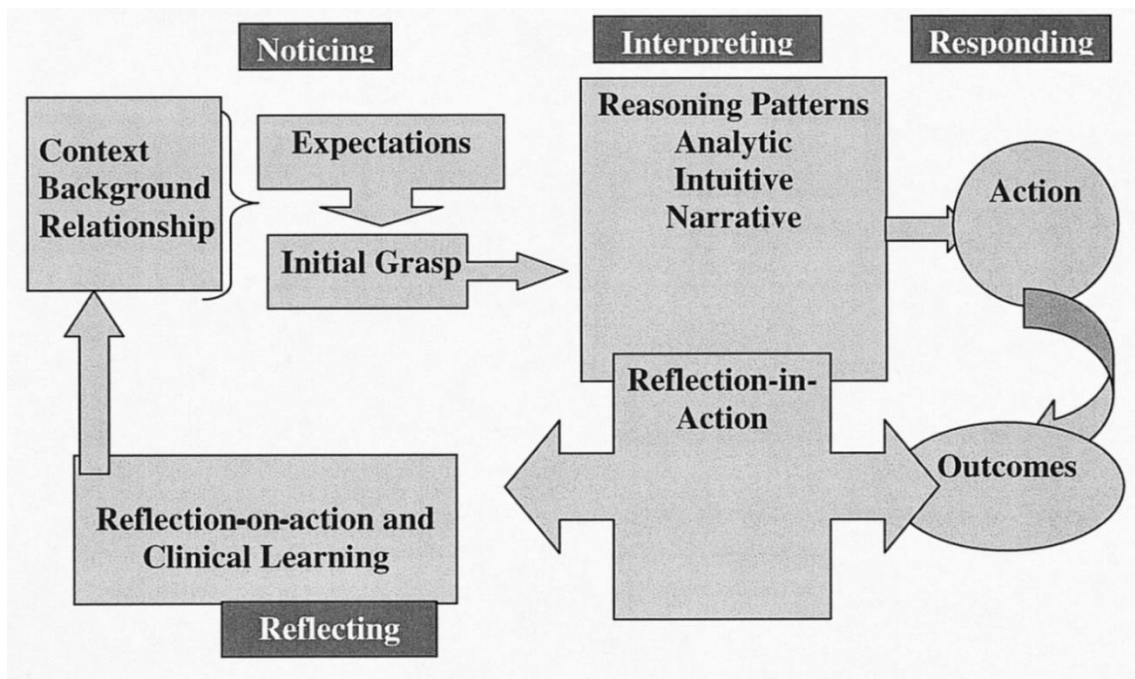 Noticing
Interpreting
Responding
Context
Background
Relationship
Expectations
Initial Grasp
Reasoning Patterns
Analytic
Intuitive
Narrative
Action
Reflection-in-
Action
Outcomes
Reflection-on-action and
Clinical Learning
Reflecting